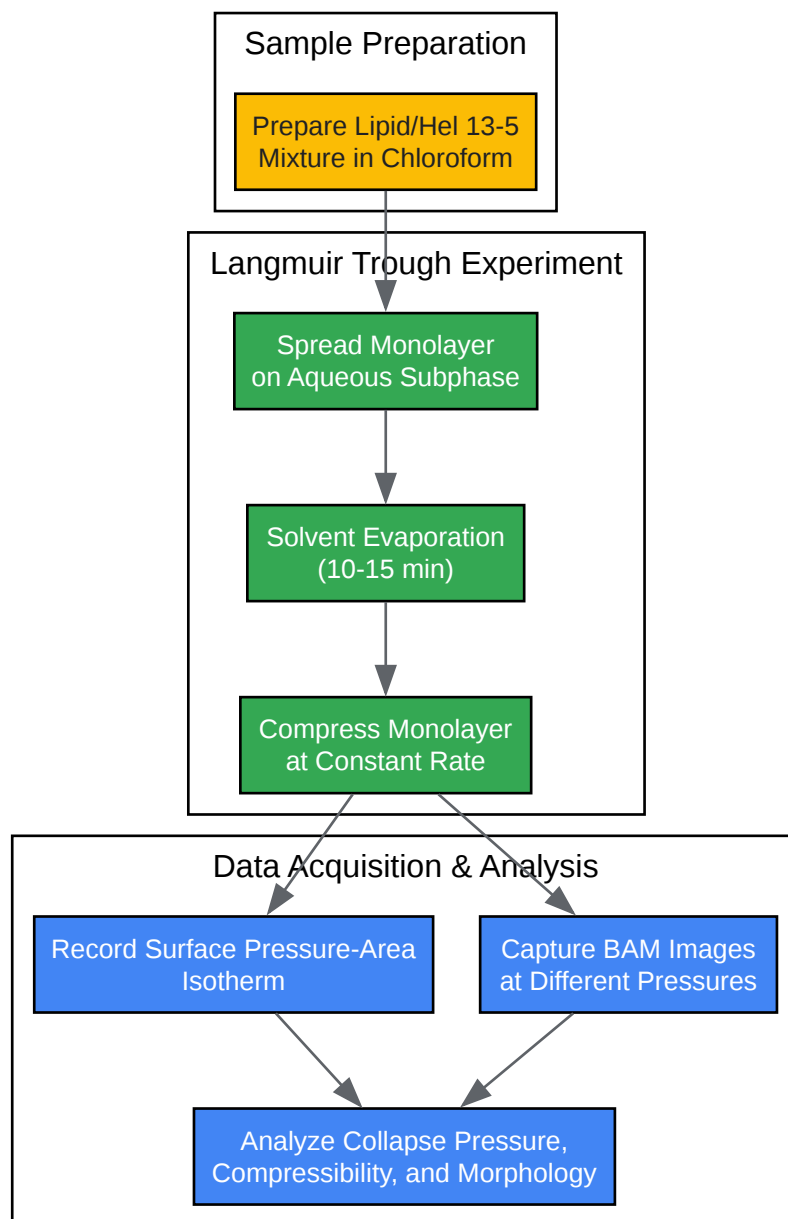 Sample Preparation
Prepare Lipid/Hel 13-5
Mixture in Chloroform
Langmuir Trough Experiment
Spread Monolayer
on Aqueous Subphase
Solvent Evaporation
(10-15 min)
Compress Monolayer
at Constant Rate
Data Acquisition & Analysis
Record Surface Pressure-Area
Isotherm
Capture BAM Images
at Different Pressures
Analyze Collapse Pressure,
Compressibility, and Morphology